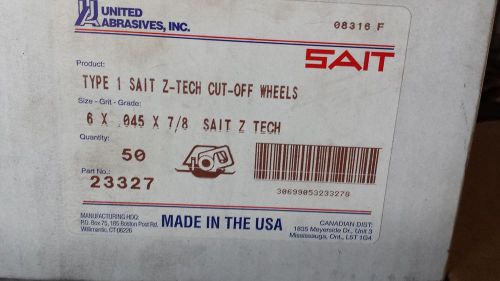 UNITED
ABRASIVES, INC.
08316 F
SAIT
Product:
TYPE 1 SAIT Z-TECH CUT-OFF WHEELS
Size - Grit - Grade:
6 X .045 X 7/8 SAIT Z TECH
Quantity:
50
Part No.:
23327
30699053233278
MANUFACTURING HDQ:
P.O. Box 75, 185 Boston Post Rd.
Willimantic, CT 06226
MADE IN THE USA
CANADIAN DIST:
1835 Meyerside Dr., Unit 3
Mississauga, Ont., L5T 1G4